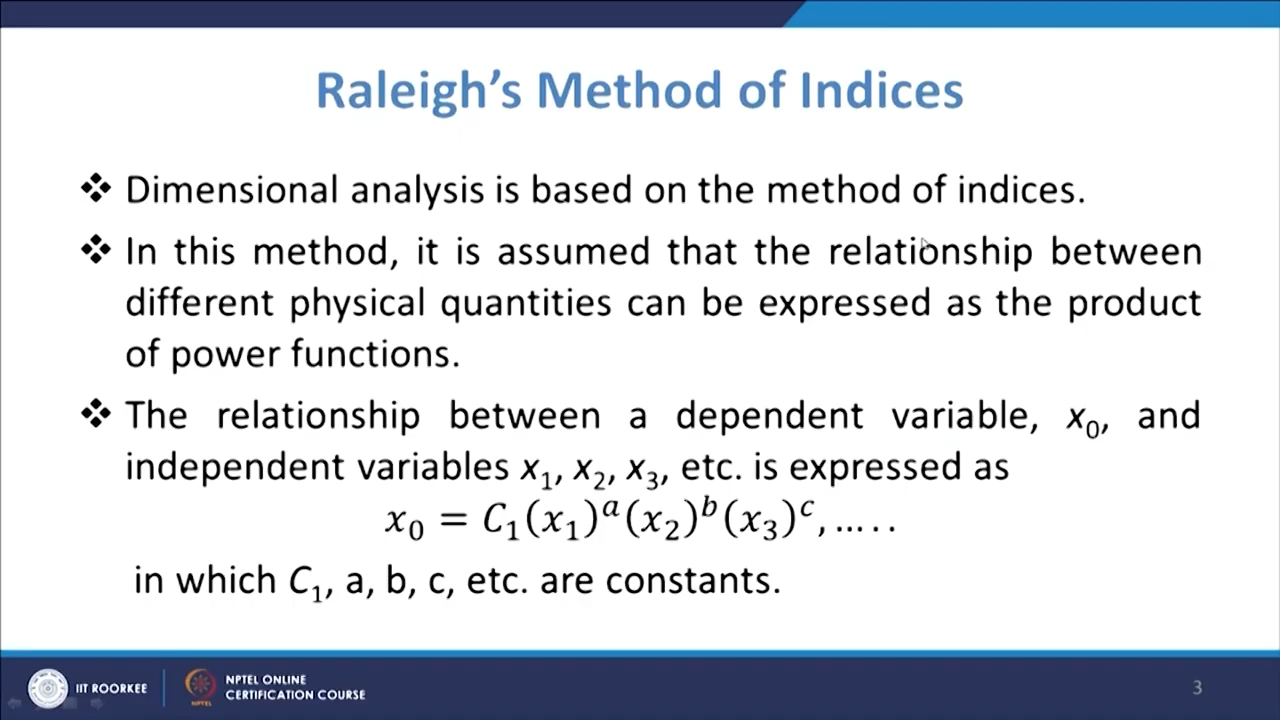 Raleigh's Method of Indices
❖ Dimensional analysis is based on the method of indices.
❖ In this method, it is assumed that the relationship between
different physical quantities can be expressed as the product
of power functions.
❖ The relationship between a dependent variable, x₀, and
independent variables x₁, x₂, x₃, etc. is expressed as
x₀ = C₁(x₁)ᵃ(x₂)ᵇ(x₃)ᶜ, … . .
in which C₁, a, b, c, etc. are constants.
IIT ROORKEE
NPTEL ONLINE
CERTIFICATION COURSE
NPTEL
3